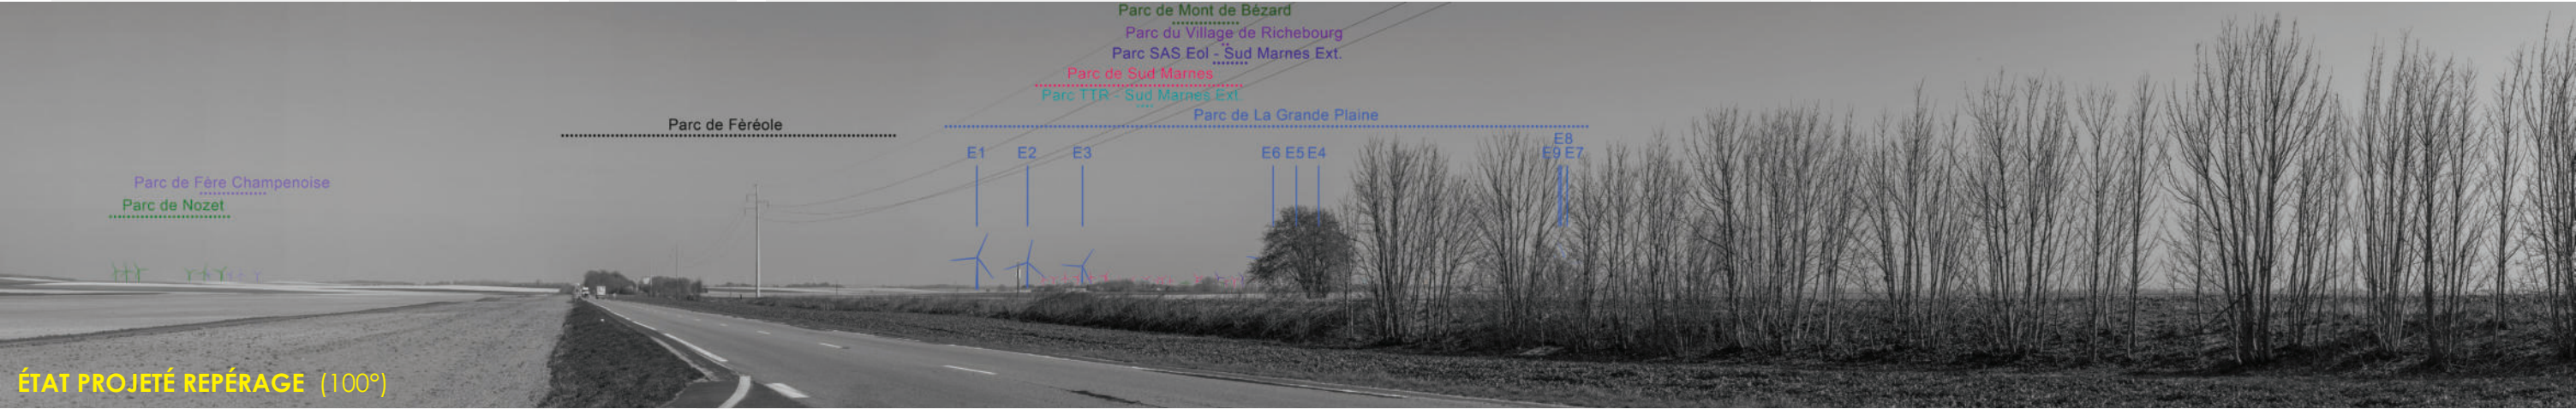 Parc de Mont de Bézard
Parc du Village de Richebourg
Parc SAS Eol - Sud Marnes Ext.
Parc de Sud Marnes
Parc TTR - Sud Marnes Ext.
Parc de La Grande Plaine
Parc de Fèréole
E8
E1 E2 E3 E6 E5 E4 E9 E7
Parc de Fère Champenoise
Parc de Nozet
ÉTAT PROJETÉ REPÉRAGE (100°)